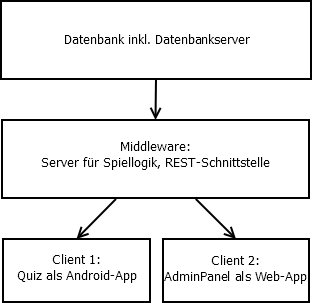 Datenbank inkl. Datenbankserver
Middleware:
Server für Spiellogik, REST-Schnittstelle
Client 1:
Quiz als Android-App
Client 2:
AdminPanel als Web-App